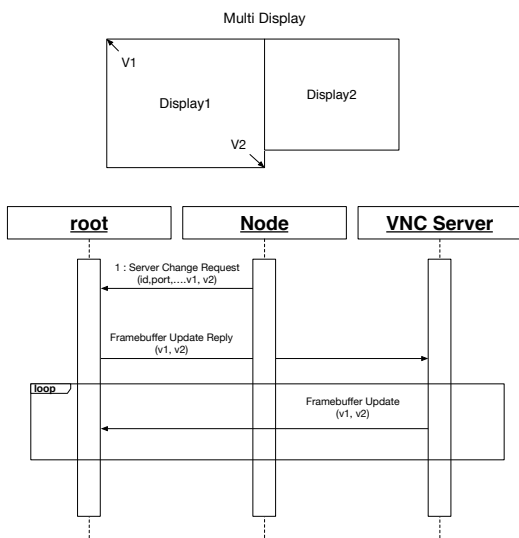 Multi Display
V1
Display1
Display2
V2
root
Node
VNC Server
1 : Server Change Request
(id,port,....v1, v2)
Framebuffer Update Reply
(v1, v2)
loop
Framebuffer Update
(v1, v2)